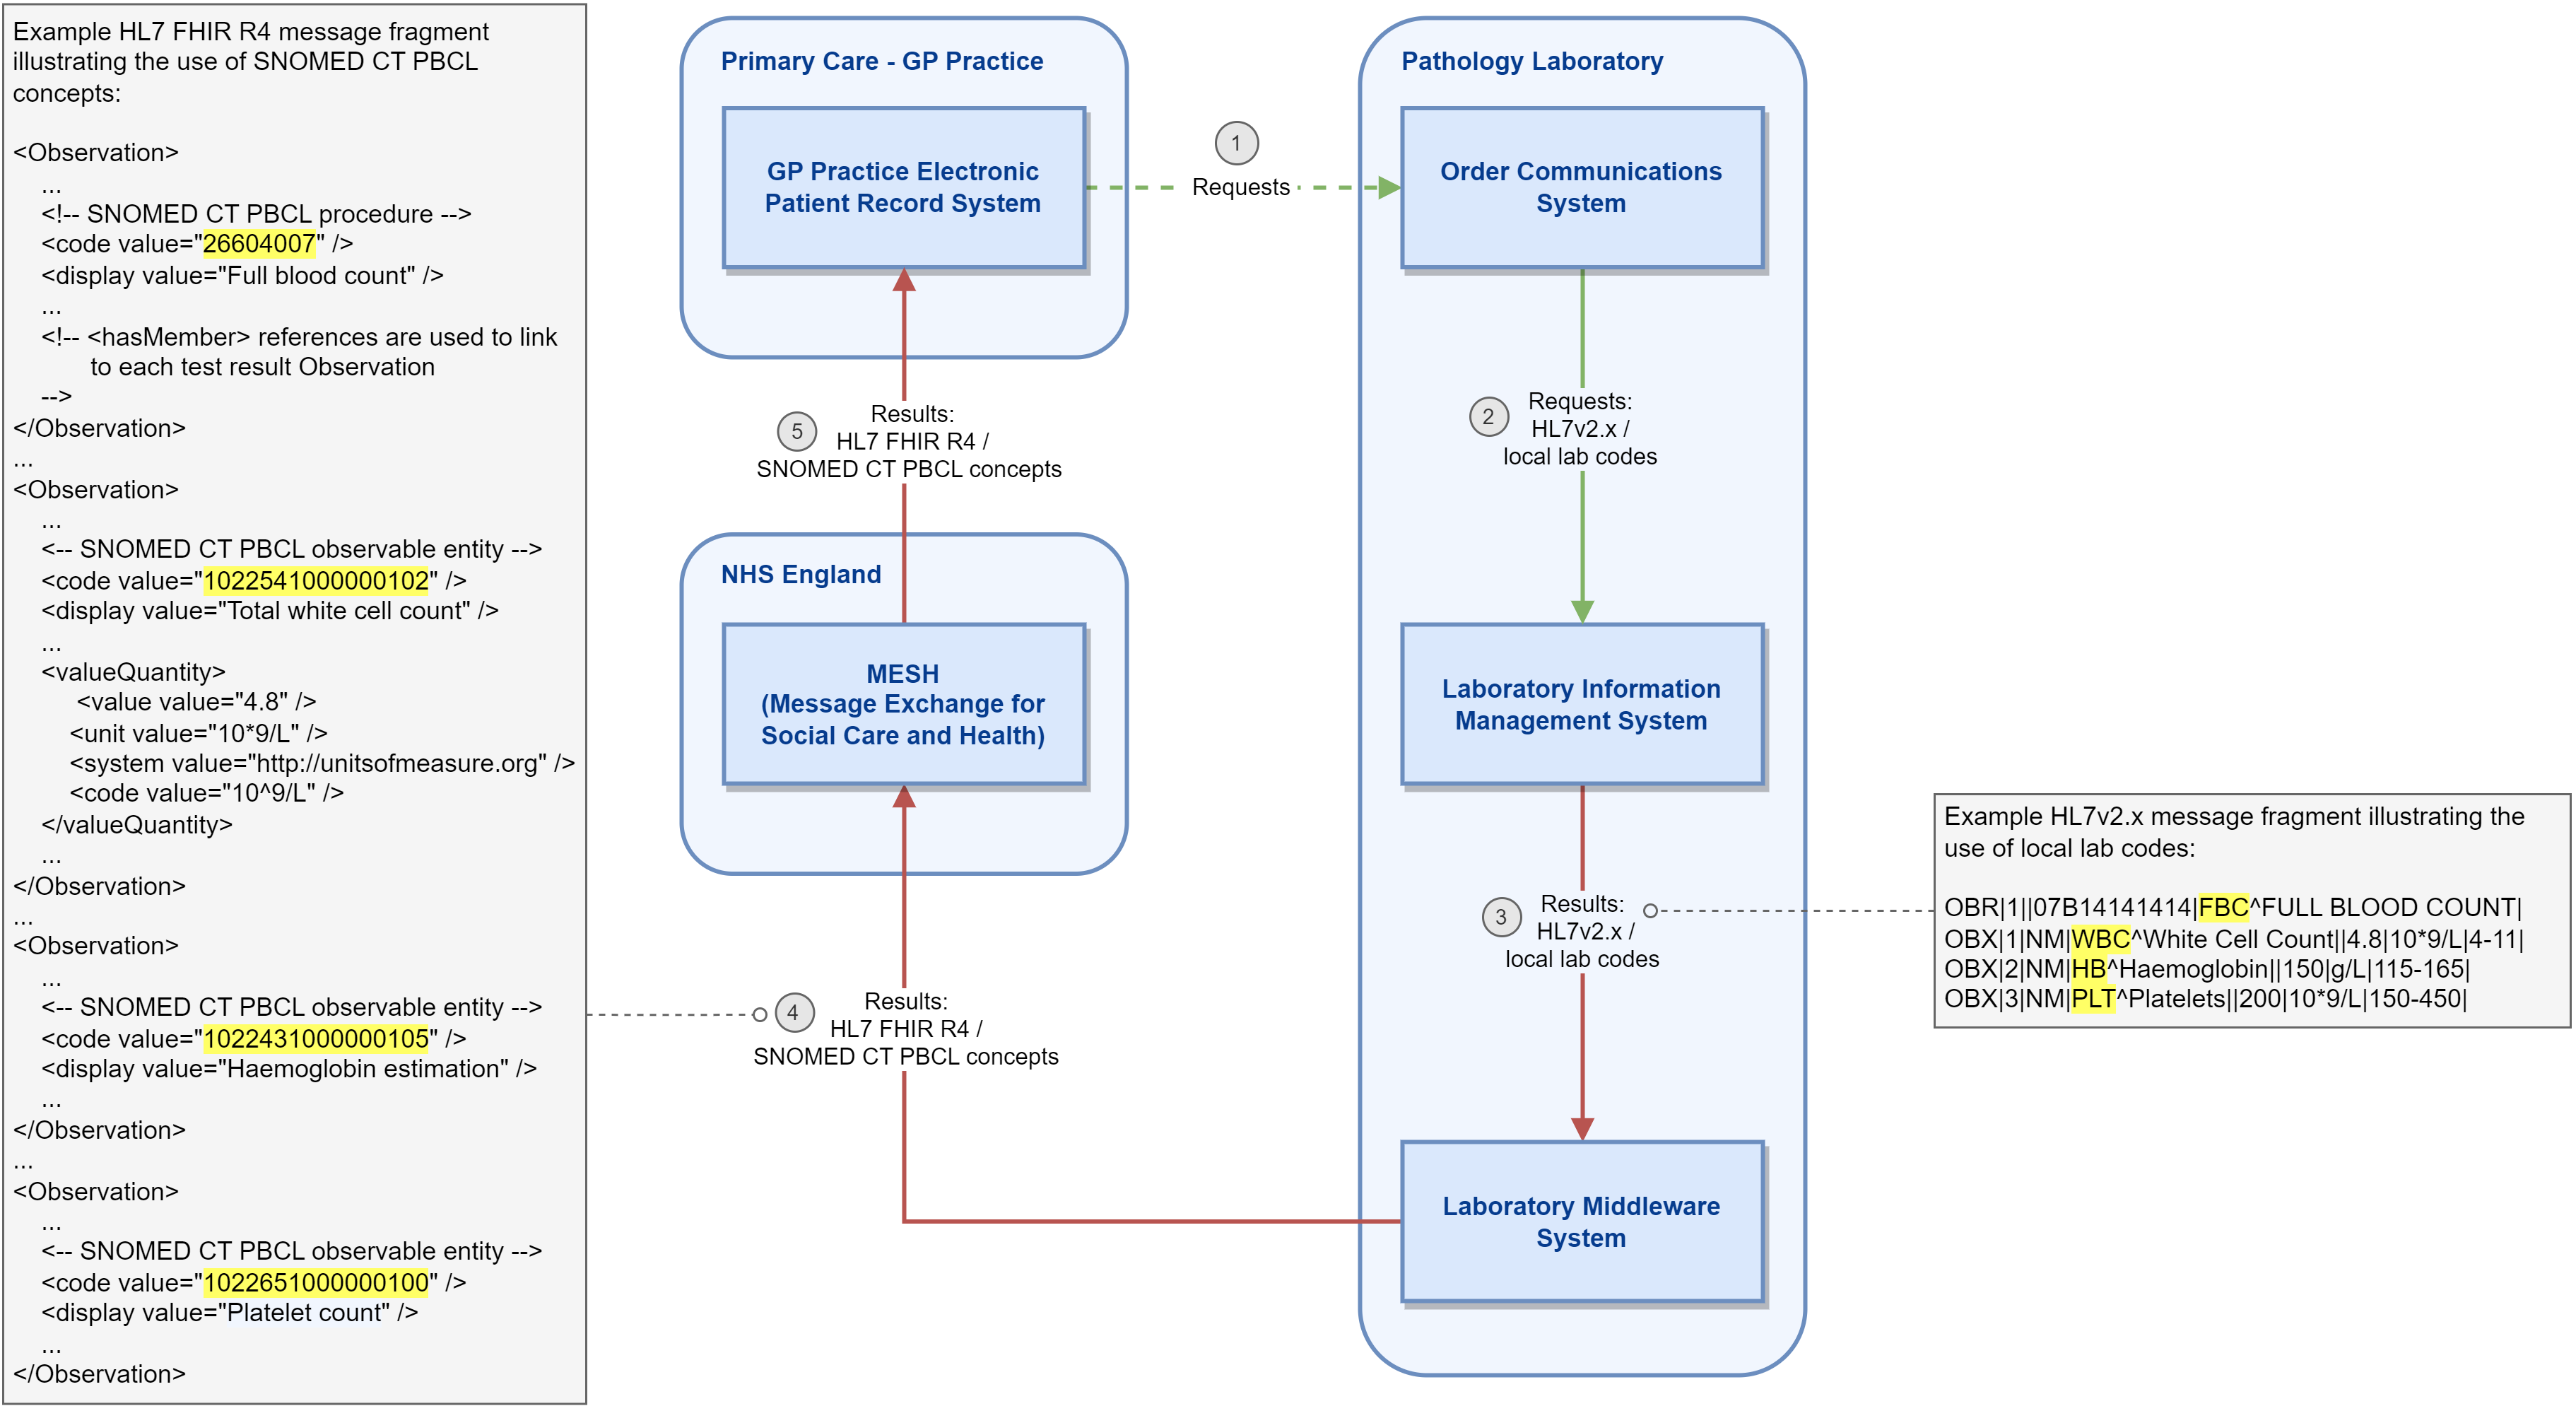 Example HL7 FHIR R4 message fragment
illustrating the use of SNOMED CT PBCL
concepts:
<Observation>
...
<!-- SNOMED CT PBCL procedure -->
<code value="26604007" />
<display value="Full blood count" />
...
<!-- <hasMember> references are used to link
to each test result Observation
-->
</Observation>
...
<Observation>
...
<-- SNOMED CT PBCL observable entity -->
<code value="1022541000000102" />
<display value="Total white cell count" />
...
<valueQuantity>
<value value="4.8" />
<unit value="10*9/L" />
<system value="http://unitsofmeasure.org" />
<code value="10^9/L" />
</valueQuantity>
...
</Observation>
...
<Observation>
...
<-- SNOMED CT PBCL observable entity -->
<code value="1022431000000105" />
<display value="Haemoglobin estimation" />
...
</Observation>
...
<Observation>
...
<-- SNOMED CT PBCL observable entity -->
<code value="1022651000000100" />
<display value="Platelet count" />
...
</Observation>
Primary Care - GP Practice
GP Practice Electronic
Patient Record System
1
Requests
Pathology Laboratory
Order Communications
System
2
Requests:
HL7v2.x /
local lab codes
5
Results:
HL7 FHIR R4 /
SNOMED CT PBCL concepts
NHS England
MESH
(Message Exchange for
Social Care and Health)
Laboratory Information
Management System
3
Results:
HL7v2.x /
local lab codes
4
Results:
HL7 FHIR R4 /
SNOMED CT PBCL concepts
Laboratory Middleware
System
Example HL7v2.x message fragment illustrating the
use of local lab codes:
OBR|1||07B14141414|FBC^FULL BLOOD COUNT|
OBX|1|NM|WBC^White Cell Count||4.8|10*9/L|4-11|
OBX|2|NM|HB^Haemoglobin||150|g/L|115-165|
OBX|3|NM|PLT^Platelets||200|10*9/L|150-450|